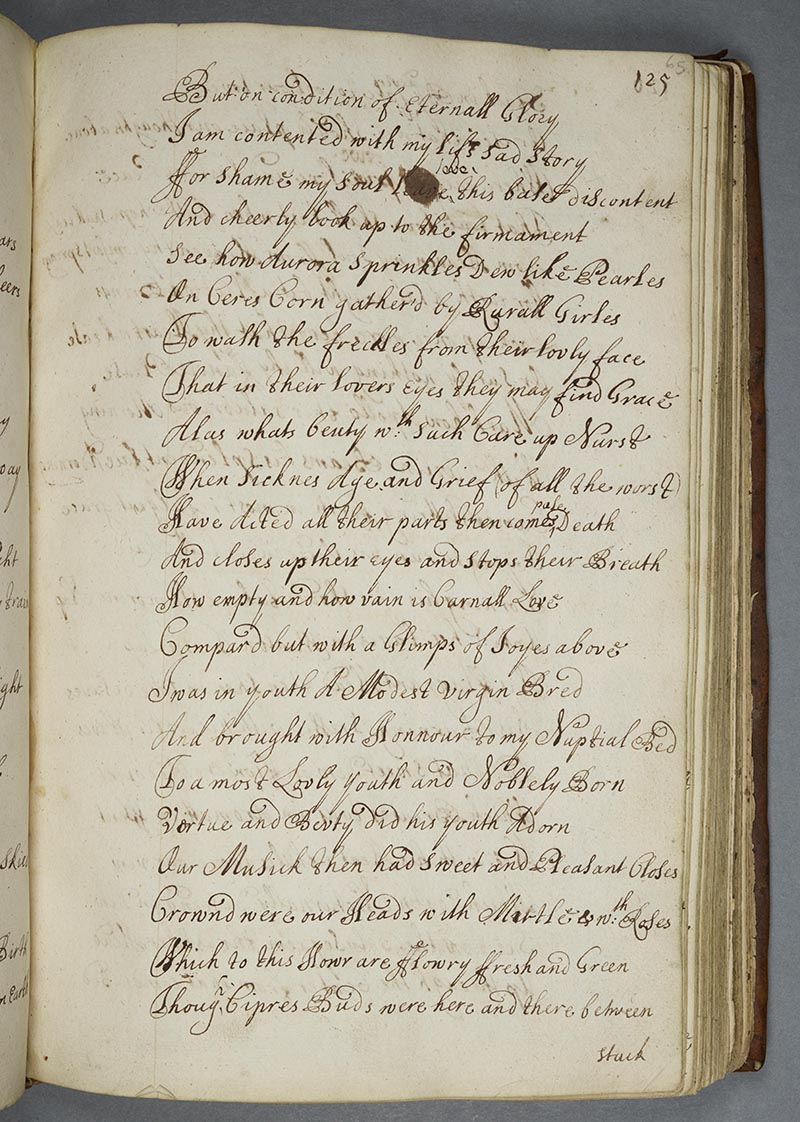 65
125
But on condition of Eternall Glory
I am contented with my lifs sad story
leve
ffor shame my soul this base discontent
And cheerly look up to the firmament
See how Aurora Sprinkles Dew like Pearles
On Ceres Corn gather'd by Rurall Girles
To wash the freckles from their lovly face
That in their lovers eyes they may find Grace
Alas whats beuty wth such Care up Nurst
When sicknes Age and Grief (of all the worst)
Have Acted all their parts then comes pale Death
And closes up their eyes and stops their Breath
How empty and how vain is Carnall Love
Compar'd but with a Glimps of Joyes above
I was in youth A Modest virgin Bred
And brought with Honnour to my Nuptial Bed
To a most Lovly youth and Noblely Born
Vertue and Beuty did his youth Adorn
Our Musick then had sweet and Pleasant Closes
Crownd were our Heads with Mirtle & wth Roses
Which to this Howr are fflowry ffresh and Green
Though Cipres Buds were here and there between
stuck